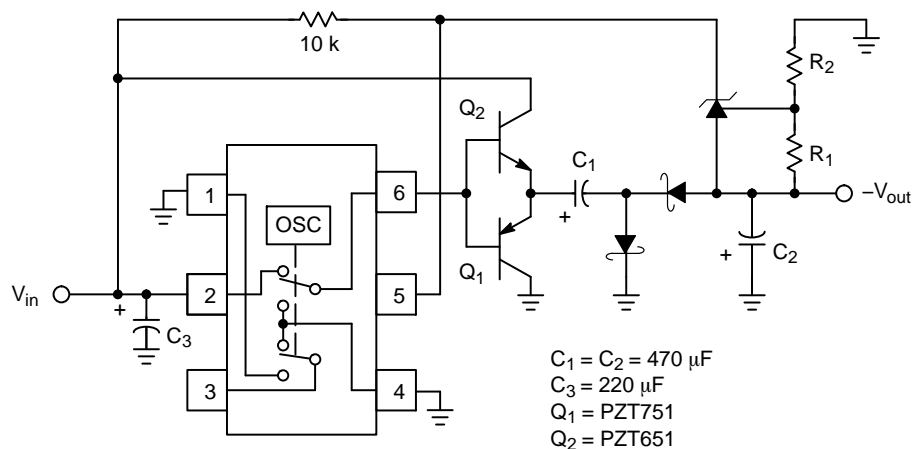 10 k
R2
Q2
C1
R1
1
6
OSC
−Vout
+
Q1
+
C2
Vin
2
5
+
C3
3
4
C1 = C2 = 470 μF
C3 = 220 μF
Q1 = PZT751
Q2 = PZT651